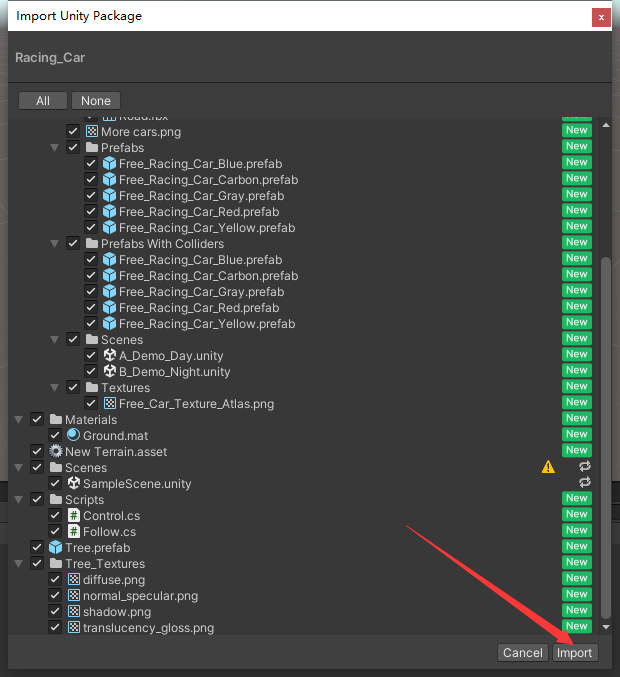 Import Unity Package
x
Racing_Car
All None
Road.fbx New
More cars.png New
Prefabs New
Free_Racing_Car_Blue.prefab New
Free_Racing_Car_Carbon.prefab New
Free_Racing_Car_Gray.prefab New
Free_Racing_Car_Red.prefab New
Free_Racing_Car_Yellow.prefab New
Prefabs With Colliders New
Free_Racing_Car_Blue.prefab New
Free_Racing_Car_Carbon.prefab New
Free_Racing_Car_Gray.prefab New
Free_Racing_Car_Red.prefab New
Free_Racing_Car_Yellow.prefab New
Scenes New
A_Demo_Day.unity New
B_Demo_Night.unity New
Textures New
Free_Car_Texture_Atlas.png New
Materials New
Ground.mat New
New Terrain.asset New
Scenes
SampleScene.unity
Scripts New
Control.cs New
Follow.cs New
Tree.prefab New
Tree_Textures New
diffuse.png New
normal_specular.png New
shadow.png New
translucency_gloss.png New
Cancel Import